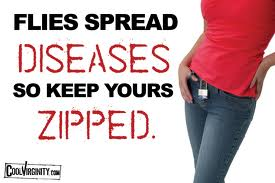 FLIES SPREAD
DISEASES
SO KEEP YOURS
ZIPPED.
COOLVIRGINITY.COM